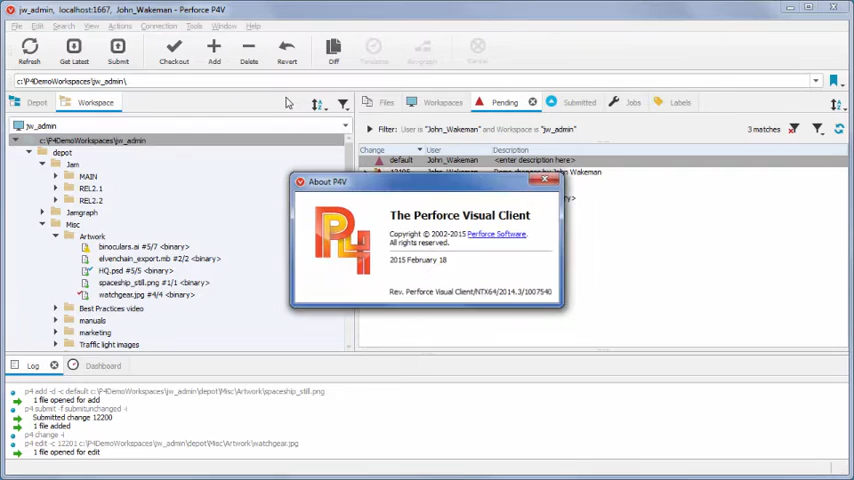 jw_admin, localhost:1667, John_Wakeman - Perforce P4V
File Edit Search View Actions Connection Tools Window Help
Refresh Get Latest Submit Checkout Add Delete Revert Diff Timelapse Revgraph Cancel
c:\P4DemoWorkspaces\jw_admin\
Depot Workspace
Files Workspaces Pending Submitted Jobs Labels
jw_admin
Filter: User is "John_Wakeman" and Workspace is "jw_admin"
3 matches
c:\P4DemoWorkspaces\jw_admin
Change User Description
default John_Wakeman <enter description here>
John Wakeman
depot
Jam
MAIN
REL2.1
REL2.2
Jamgraph
Misc
Artwork
binoculars.ai #5/7 <binary>
elvenchain_export.mb #2/2 <binary>
HQ.psd #5/5 <binary>
spaceship_still.png #1/1 <binary>
watchgear.jpg #4/4 <binary>
Best Practices video
manuals
marketing
Traffic light images
About P4V
The Perforce Visual Client
Copyright © 2002-2015 Perforce Software.
All rights reserved.
2015 February 18
Rev. Perforce Visual Client/NTX64/2014.3/1007540
Log Dashboard
p4 add -d -c default c:\P4DemoWorkspaces\jw_admin\depot\Misc\Artwork\spaceship_still.png
1 file opened for add
p4 submit -f submitunchanged -i
Submitted change 12200
1 file added
p4 change -i
p4 edit -c 12201 c:\P4DemoWorkspaces\jw_admin\depot\Misc\Artwork\watchgear.jpg
1 file opened for edit